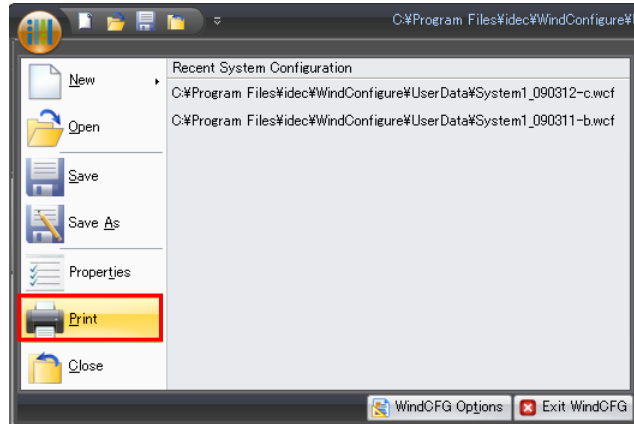 C:¥Program Files¥idec¥WindConfigure¥
New
Open
Save
Save As
Properties
Print
Close
Recent System Configuration
C:¥Program Files¥idec¥WindConfigure¥UserData¥System1_090312-c.wcf
C:¥Program Files¥idec¥WindConfigure¥UserData¥System1_090311-b.wcf
WindCFG Options
Exit WindCFG